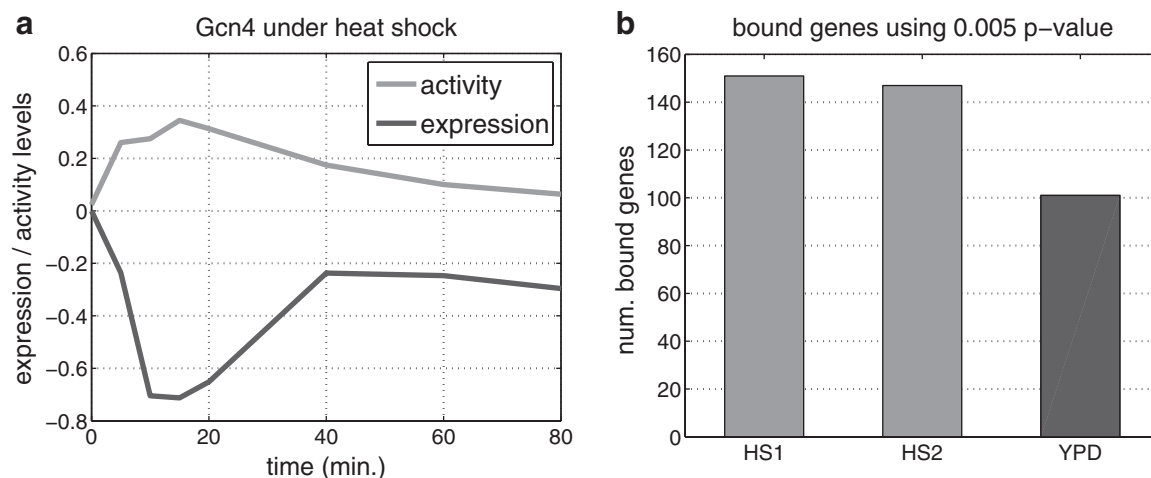 a
Gcn4 under heat shock
expression / activity levels
0.6
0.4
0.2
0
−0.2
−0.4
−0.6
−0.8
activity
expression
0 20 40 60 80
time (min.)
b
bound genes using 0.005 p−value
num. bound genes
160
140
120
100
80
60
40
20
0
HS1 HS2 YPD